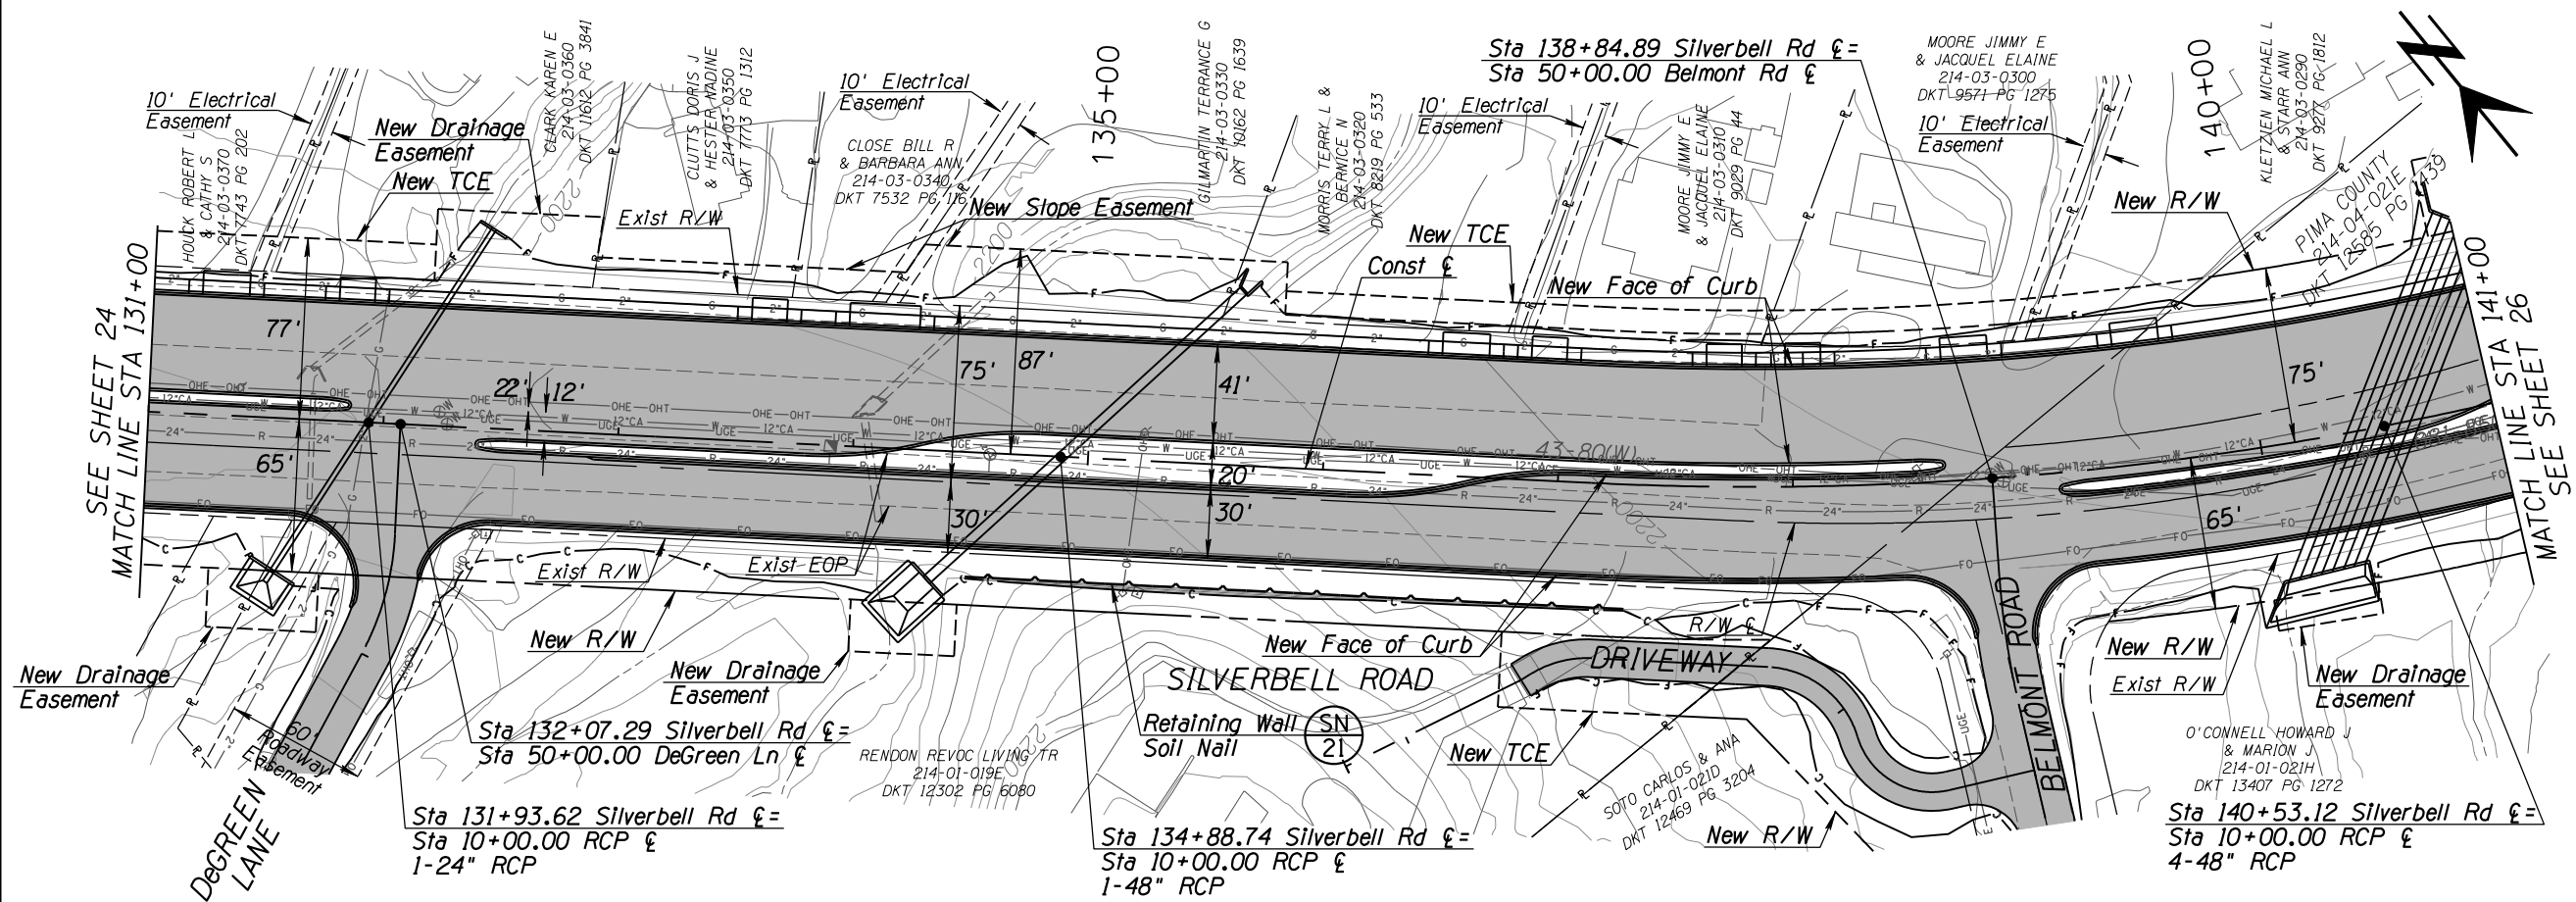 10' Electrical
Easement
HOUCK ROBERT L
& CATHY S
214-03-0370
DKT 7743 PG 202
New Drainage
Easement
New TCE
CLARK KAREN E
214-03-0360
DKT 11612 PG 3841
2200
Exist R/W
CLUTTS DORIS J
& HESTER NADINE
214-03-0350
DKT 7773 PG 1312
10' Electrical
Easement
CLOSE BILL R
& BARBARA ANN
214-03-0340
DKT 7532 PG 116
New Slope Easement
2200
135+00
GILMARTIN TERRANCE G
214-03-0330
DKT 10162 PG 1639
MORRIS TERRY L &
BERNICE N
214-03-0320
DKT 8219 PG 533
10' Electrical
Easement
New TCE
Const ℄
Sta 138+84.89 Silverbell Rd ℄=
Sta 50+00.00 Belmont Rd ℄
MOORE JIMMY E
& JACQUEL ELAINE
214-03-0310
DKT 9029 PG 44
New Face of Curb
MOORE JIMMY E
& JACQUEL ELAINE
214-03-0300
DKT 9571 PG 1275
10' Electrical
Easement
140+00
KLETZIEN MICHAEL L
& STARR ANN
214-03-0290
DKT 9277 PG 1812
New R/W
PIMA COUNTY
214-04-021E
DKT 12585 PG 1439
SEE SHEET 24
MATCH LINE STA 131+00
77'
65'
22'
12'
75'
87'
30'
41'
20'
30'
43-80(W)
2200
75'
65'
MATCH LINE STA 141+00
SEE SHEET 26
Exist R/W
Exist EOP
New R/W
New Drainage
Easement
New Drainage
Easement
60'
Roadway
Easement
DeGREEN
LANE
Sta 132+07.29 Silverbell Rd ℄=
Sta 50+00.00 DeGreen Ln ℄
Sta 131+93.62 Silverbell Rd ℄=
Sta 10+00.00 RCP ℄
1-24" RCP
RENDON REVOC LIVING TR
214-01-019E
DKT 12302 PG 6080
SILVERBELL ROAD
Retaining Wall
Soil Nail
SN
21
New Face of Curb
R/W ℄
DRIVEWAY
New TCE
Sta 134+88.74 Silverbell Rd ℄=
Sta 10+00.00 RCP ℄
1-48" RCP
SOTO CARLOS & ANA
214-01-021D
DKT 12469 PG 3204
New R/W
BELMONT ROAD
New R/W
Exist R/W
New Drainage
Easement
O'CONNELL HOWARD J
& MARION J
214-01-021H
DKT 13407 PG 1272
Sta 140+53.12 Silverbell Rd ℄=
Sta 10+00.00 RCP ℄
4-48" RCP